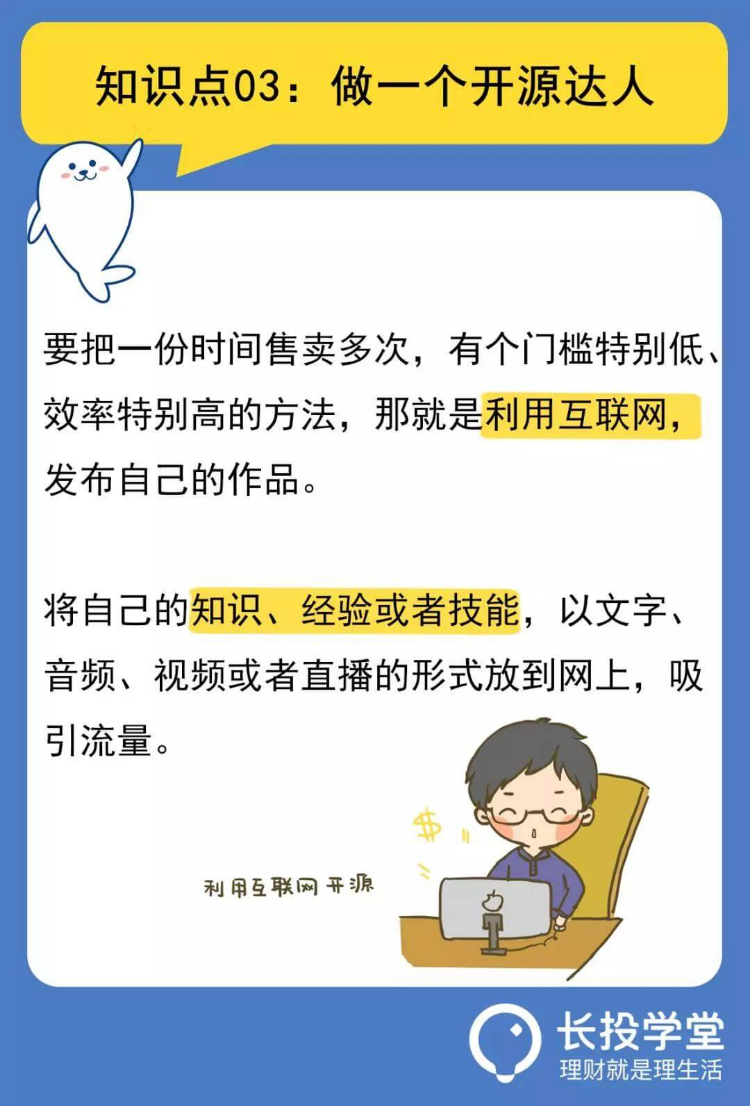 知识点03：做一个开源达人
要把一份时间售卖多次，有个门槛特别低、
效率特别高的方法，那就是利用互联网，
发布自己的作品。
将自己的知识、经验或者技能，以文字、
音频、视频或者直播的形式放到网上，吸
引流量。
$
利用互联网开源
长投学堂
理财就是理生活